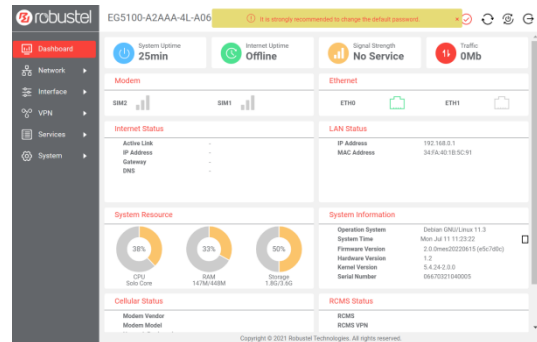 robustel
EG5100-A2AAA-4L-A06
It is strongly recommended to change the default password.
×
Dashboard
Network
Interface
VPN
Services
System
System Uptime
25min
Internet Uptime
Offline
Signal Strength
No Service
Traffic
0Mb
Modem
SIM2
SIM1
Ethernet
ETH0
ETH1
Internet Status
Active Link -
IP Address -
Gateway
DNS -
LAN Status
IP Address 192.168.0.1
MAC Address 34:FA:40:1B:5C:91
System Resource
38%
CPU
Solo Core
33%
RAM
147M/448M
50%
Storage
1.8G/3.6G
System Information
Operation System Debian GNU/Linux 11.3
System Time Mon Jul 11 11:23:22
Firmware Version 2.0.0mes20220615 (e5c7d0c)
Hardware Version 1.2
Kernel Version 5.4.24-2.0.0
Serial Number 06670321040005
Cellular Status
Modem Vendor
Modem Model
RCMS Status
RCMS
RCMS VPN
Copyright © 2021 Robustel Technologies. All rights reserved.